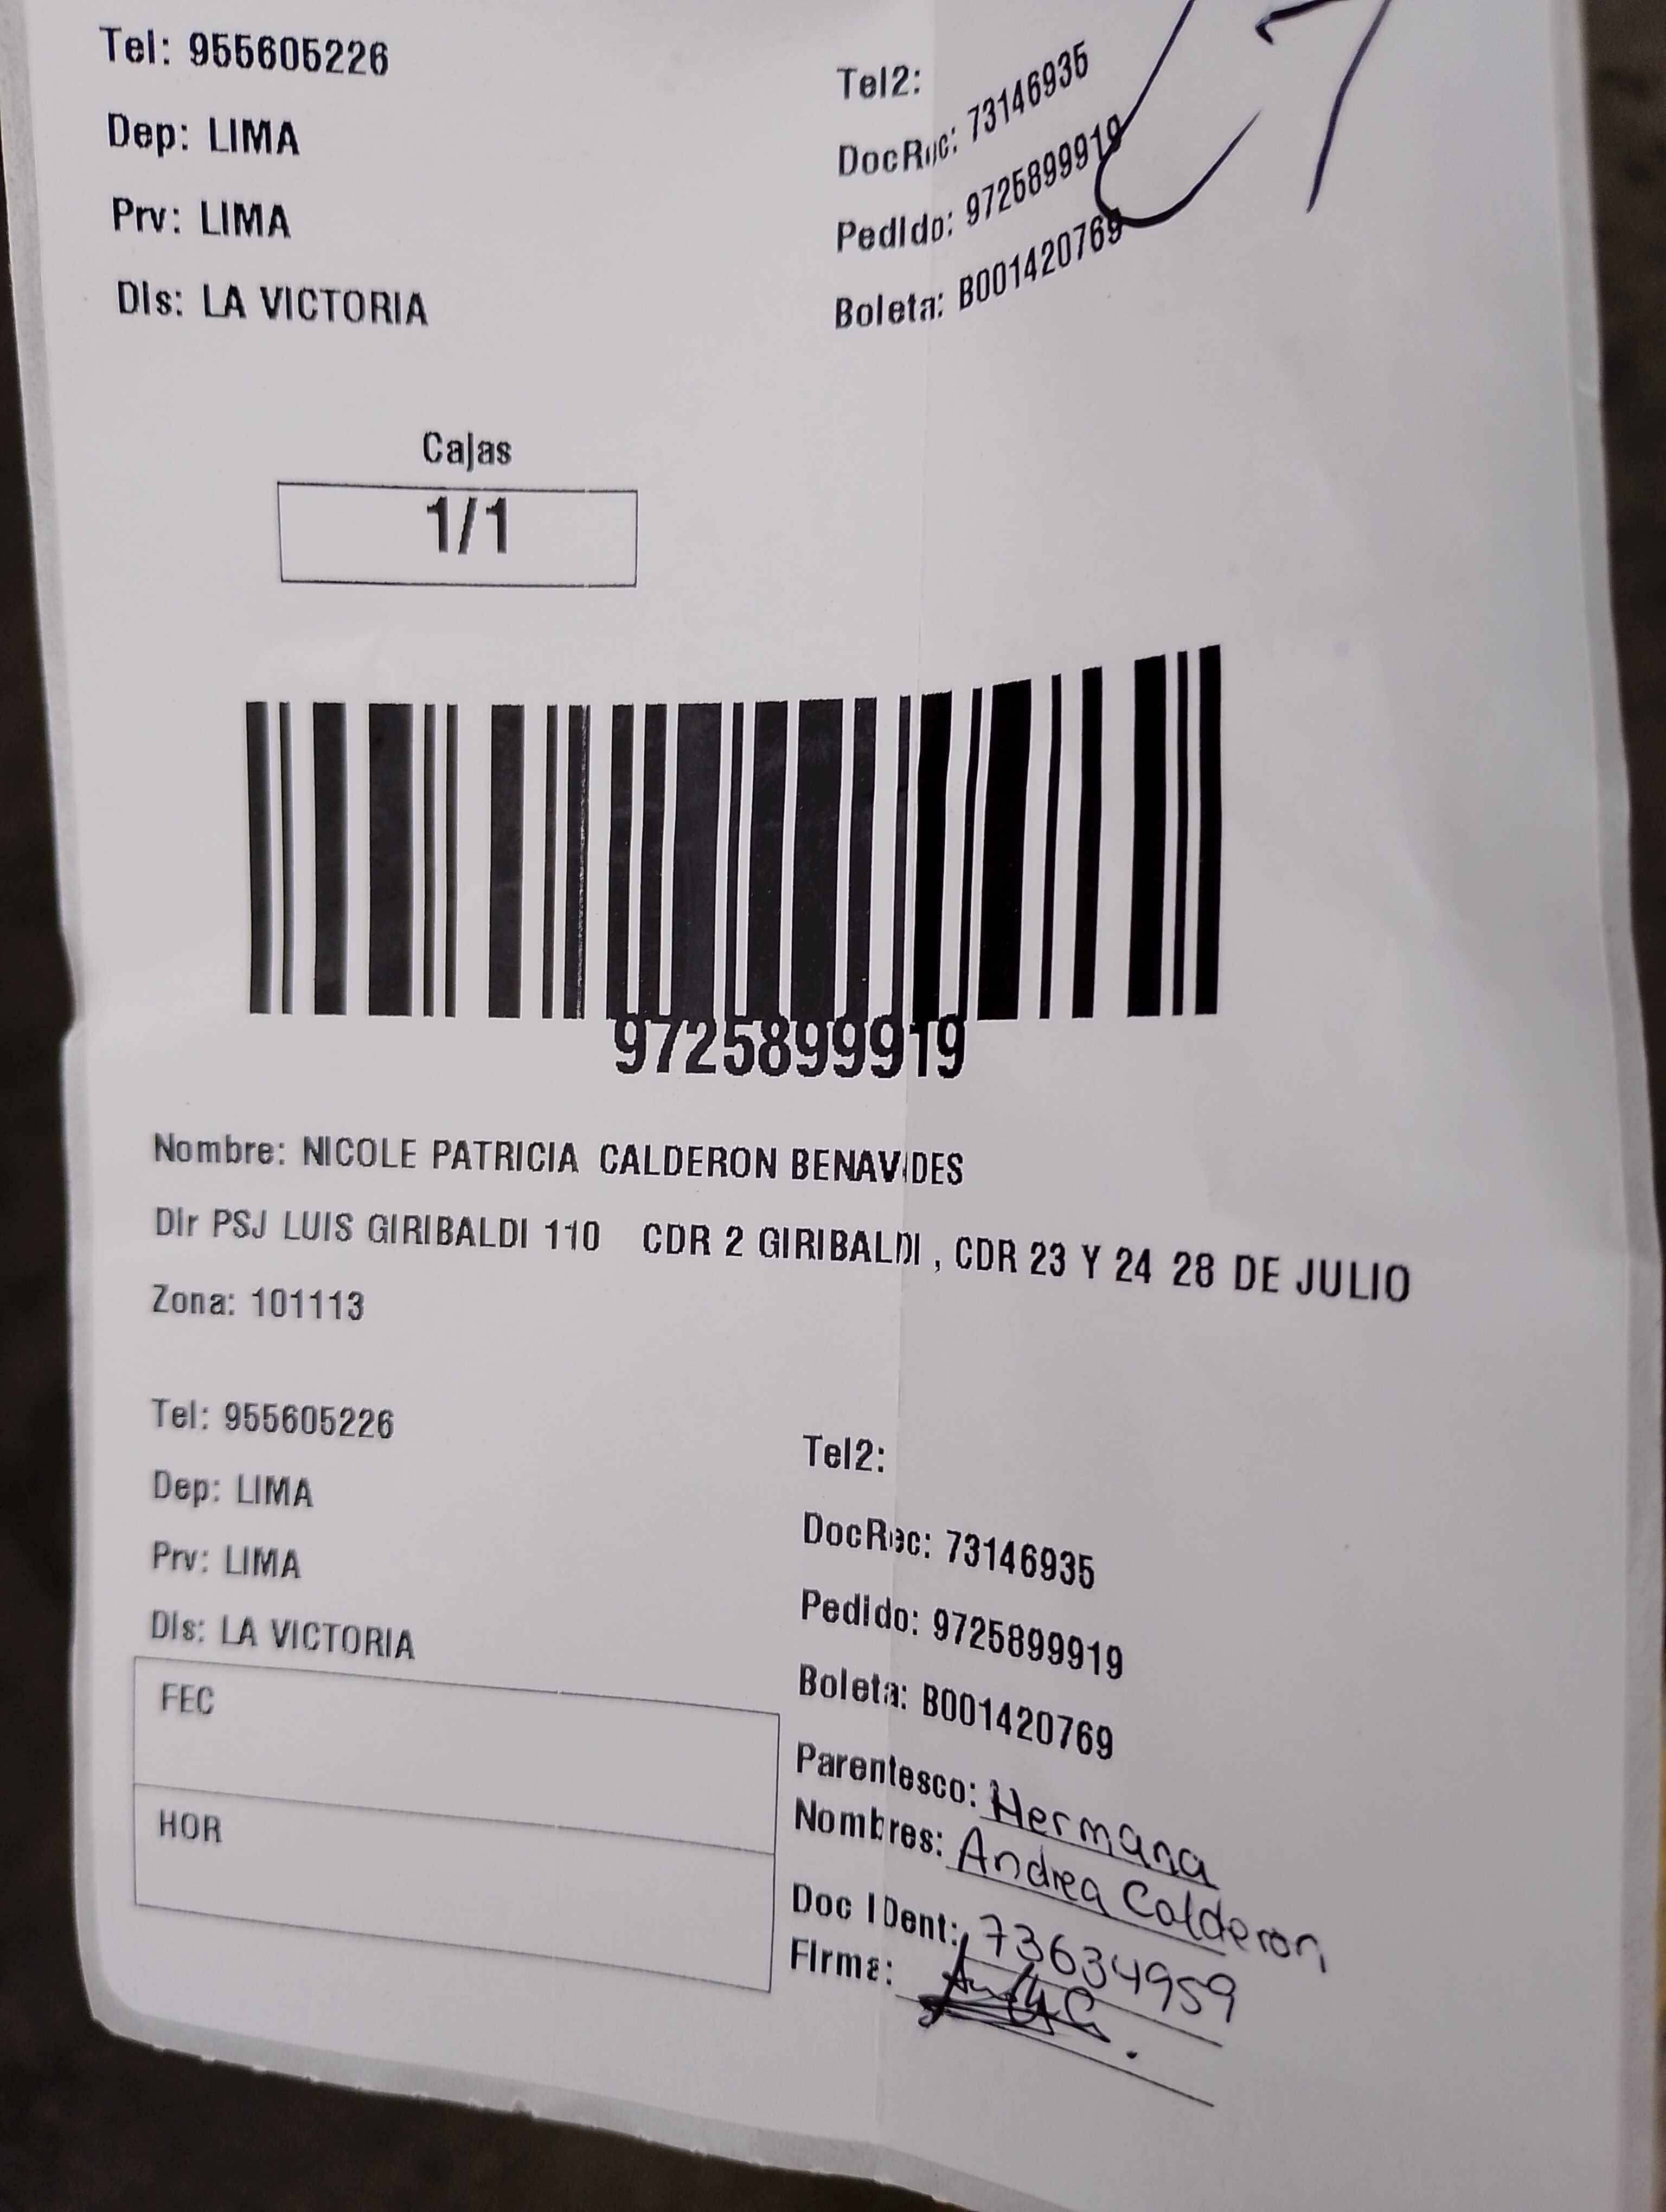 Tel: 955605226
Tel2:
Dep: LIMA
DocRec: 73146935
Prv: LIMA
Pedido: 9725899919
Dis: LA VICTORIA
Boleta: B001420769
Cajas
1/1
9725899919
Nombre: NICOLE PATRICIA CALDERON BENAVIDES
Dir PSJ LUIS GIRIBALDI 110 CDR 2 GIRIBALDI , CDR 23 Y 24 28 DE JULIO
Zona: 101113
Tel: 955605226
Tel2:
Dep: LIMA
DocRec: 73146935
Prv: LIMA
Pedido: 9725899919
Dis: LA VICTORIA
Boleta: B001420769
FEC
HOR
Parentesco: Hermana
Nombres: Andrea Calderon
Doc IDent: 73634959
Firma: